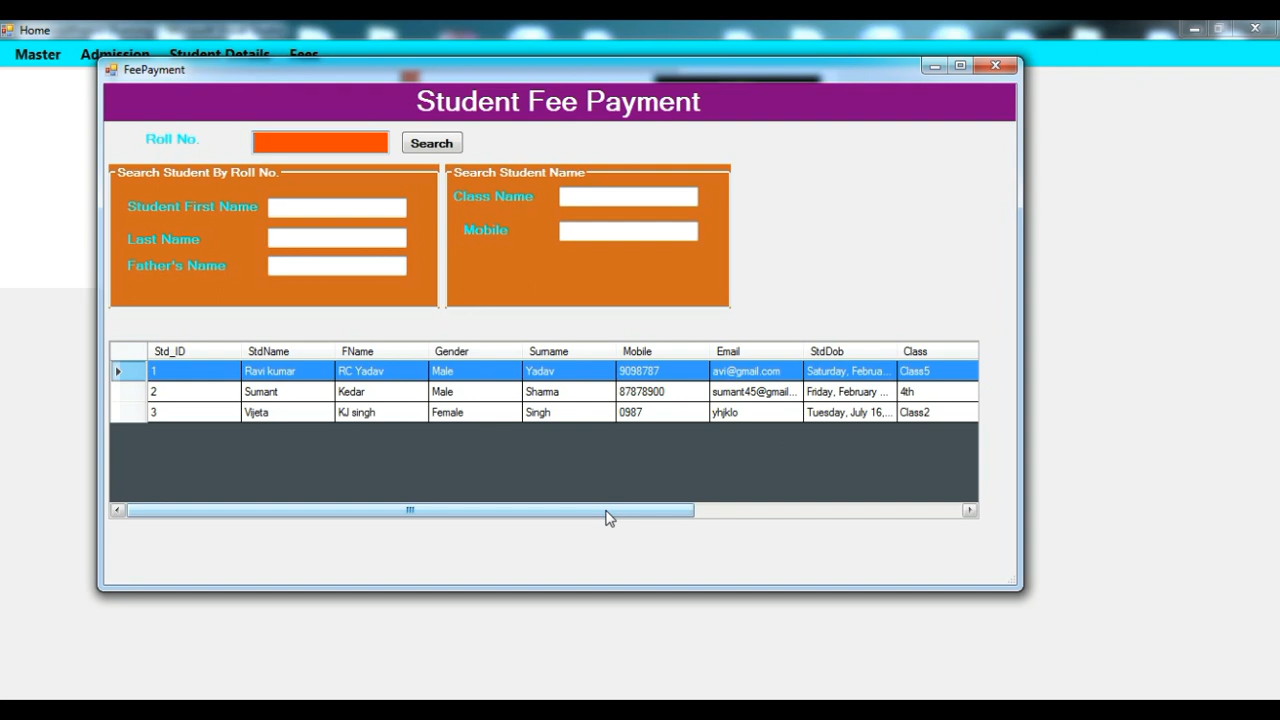 Home
Master Admission Student Details Fees
FeePayment
Student Fee Payment
Roll No. Search
Search Student By Roll No. Search Student Name
Student First Name Class Name
Last Name Mobile
Father's Name
Std_ID StdName FName Gender Surname Mobile Email StdDob Class
1 Ravi kumar RC Yadav Male Yadav 9098787 avi@gmail.com Saturday, Februa... Class5
2 Sumant Kedar Male Sharma 87878900 sumant45@gmail... Friday, February ... 4th
3 Vijeta KJ singh Female Singh 0987 yhjklo Tuesday, July 16,... Class2